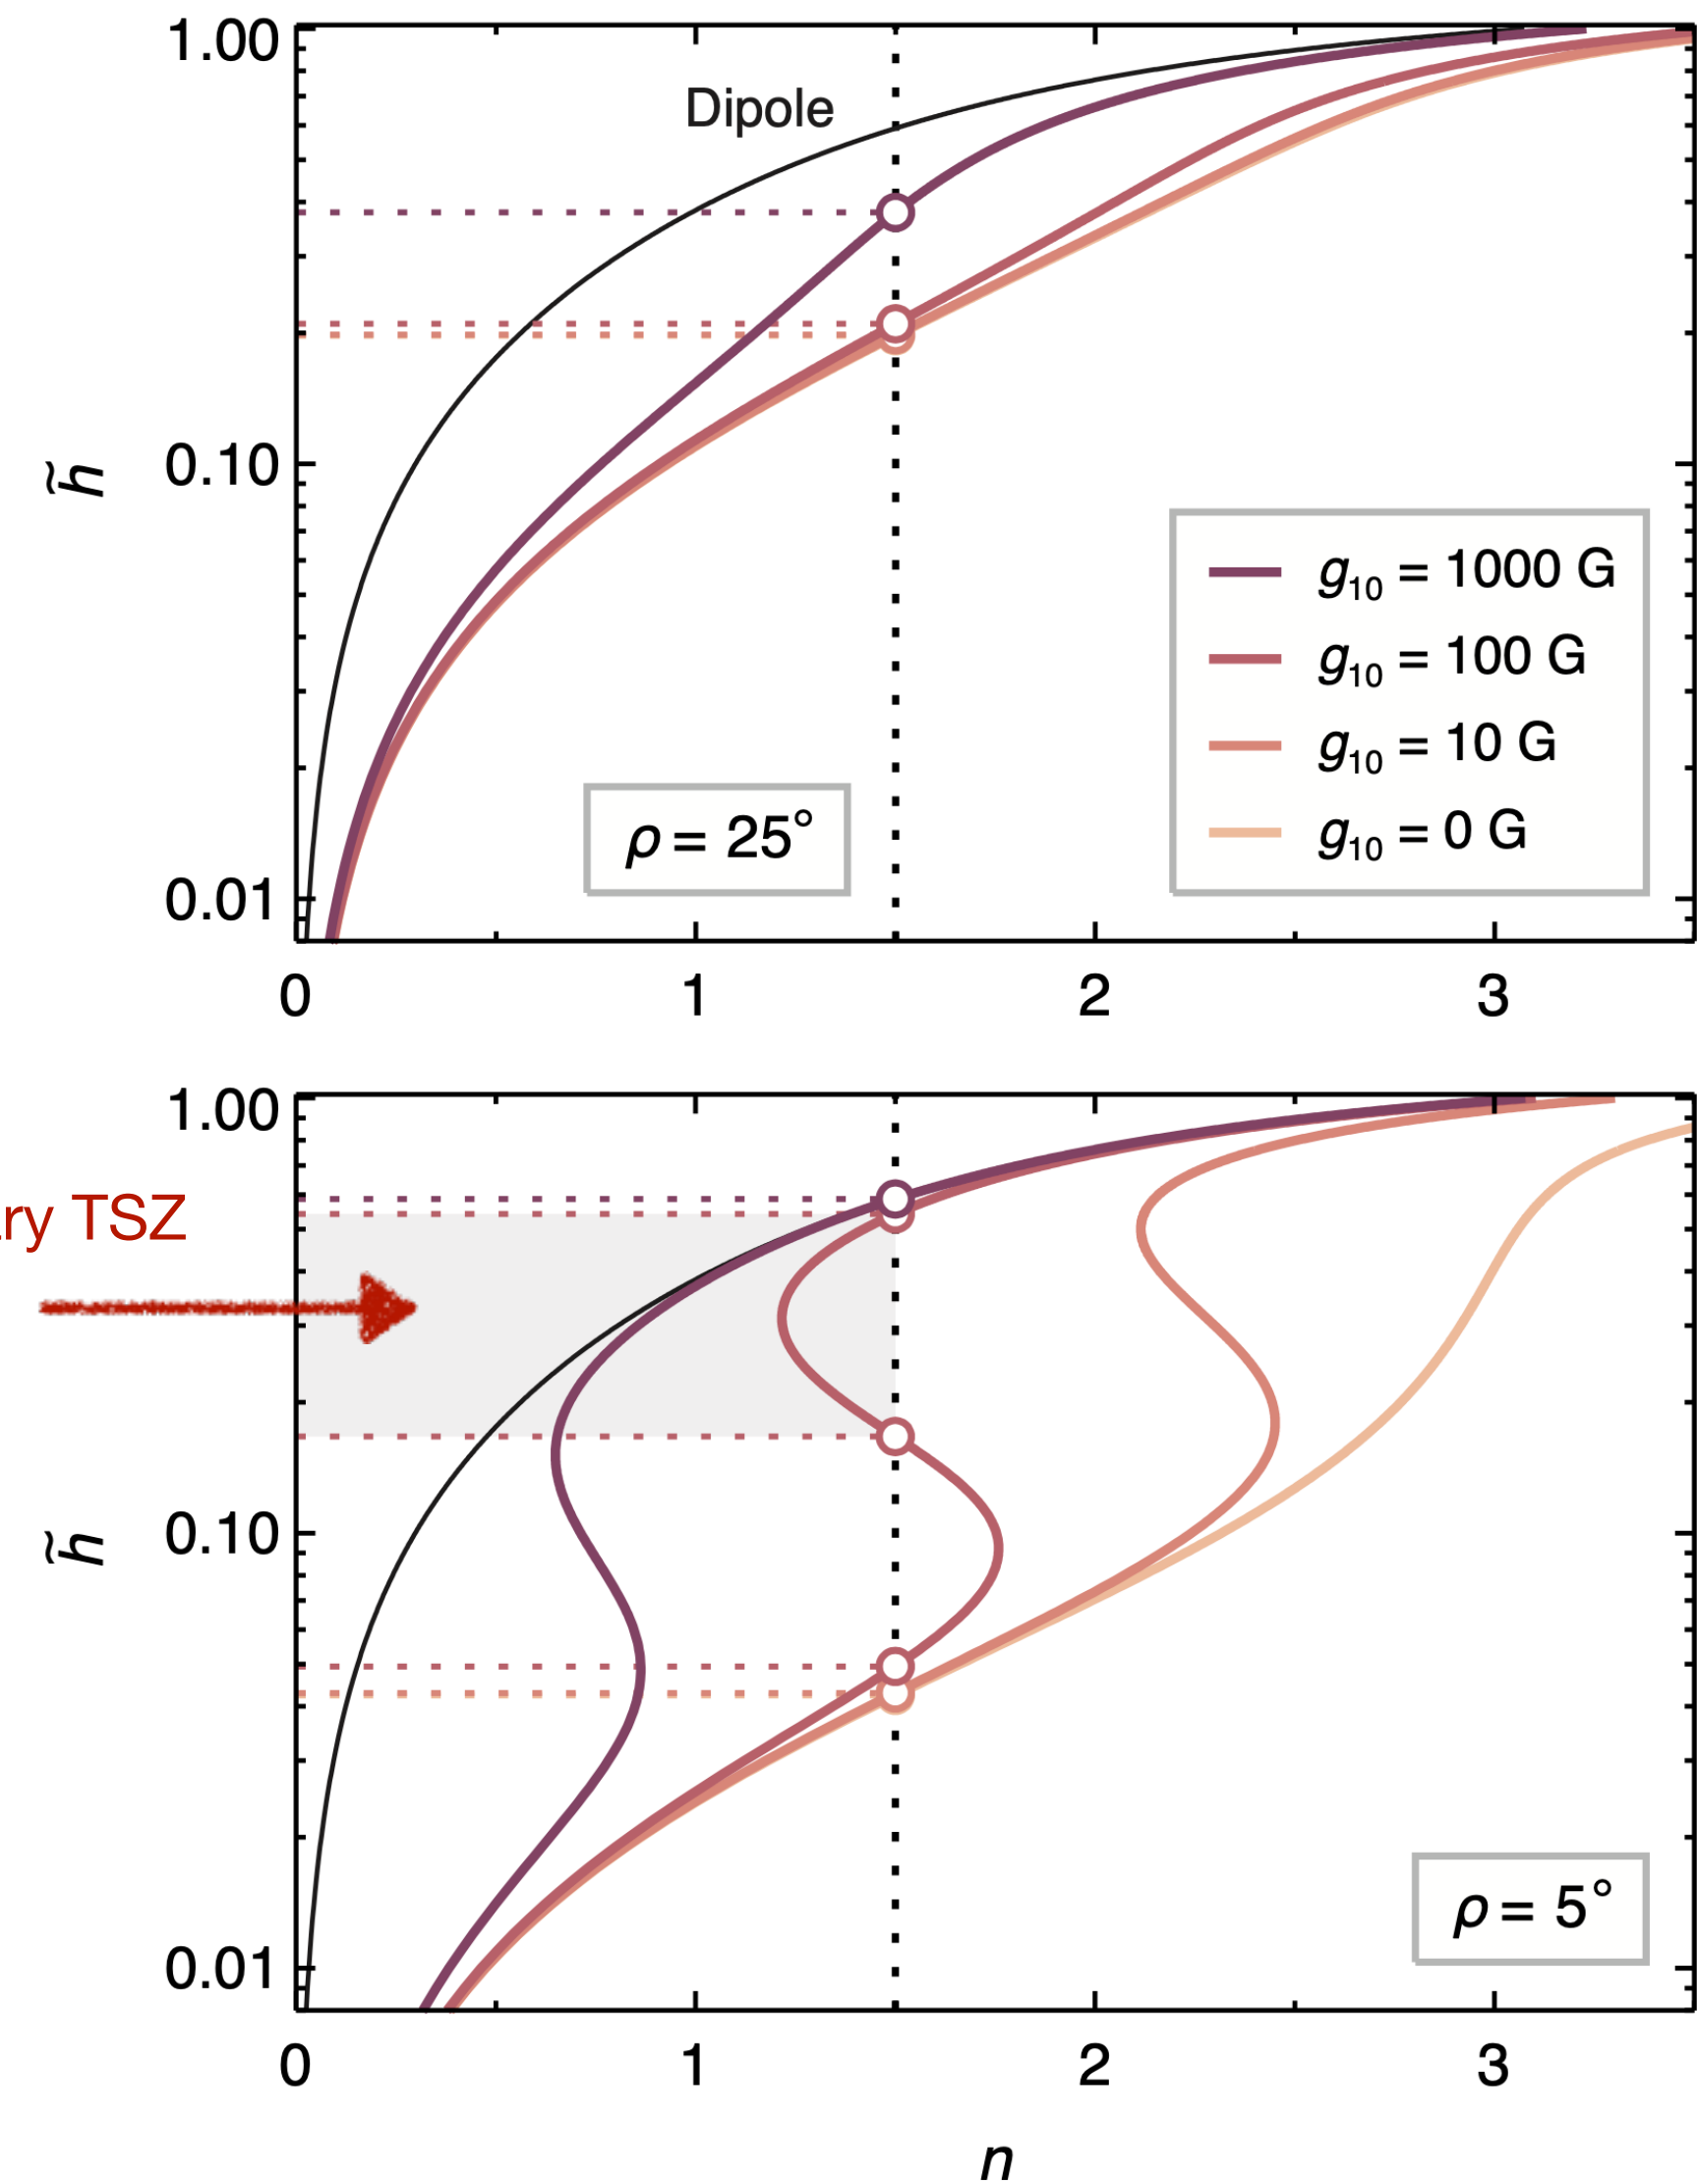 1.00
Dipole
0.10
h̃
g₁₀ = 1000 G
g₁₀ = 100 G
g₁₀ = 10 G
g₁₀ = 0 G
ρ = 25°
0.01
0 1 2 3
1.00
TSZ
0.10
h̃
ρ = 5°
0.01
0 1 2 3
n